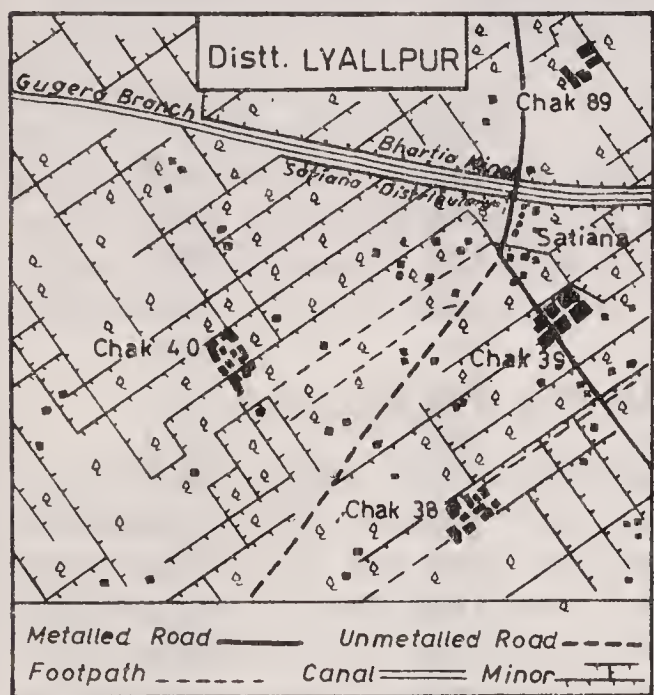 Distt. LYALLPUR
Chak 89
Gugera Branch
Bhartia Minor
Satiana Distributary
Satiana
Chak 40
Chak 39
Chak 38
Metalled Road Unmetalled Road
Footpath Canal Minor